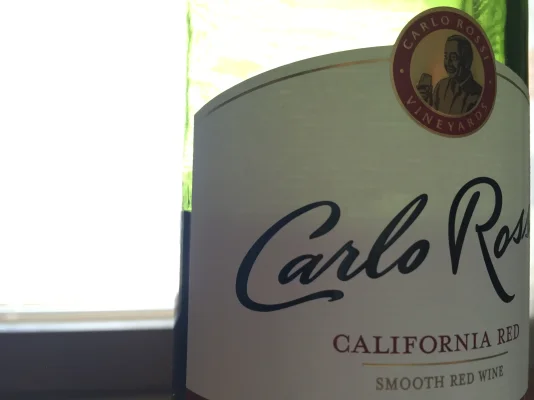 CARLO ROSSI
VINEYARDS
Carlo Ross
CALIFORNIA RED
SMOOTH RED WINE